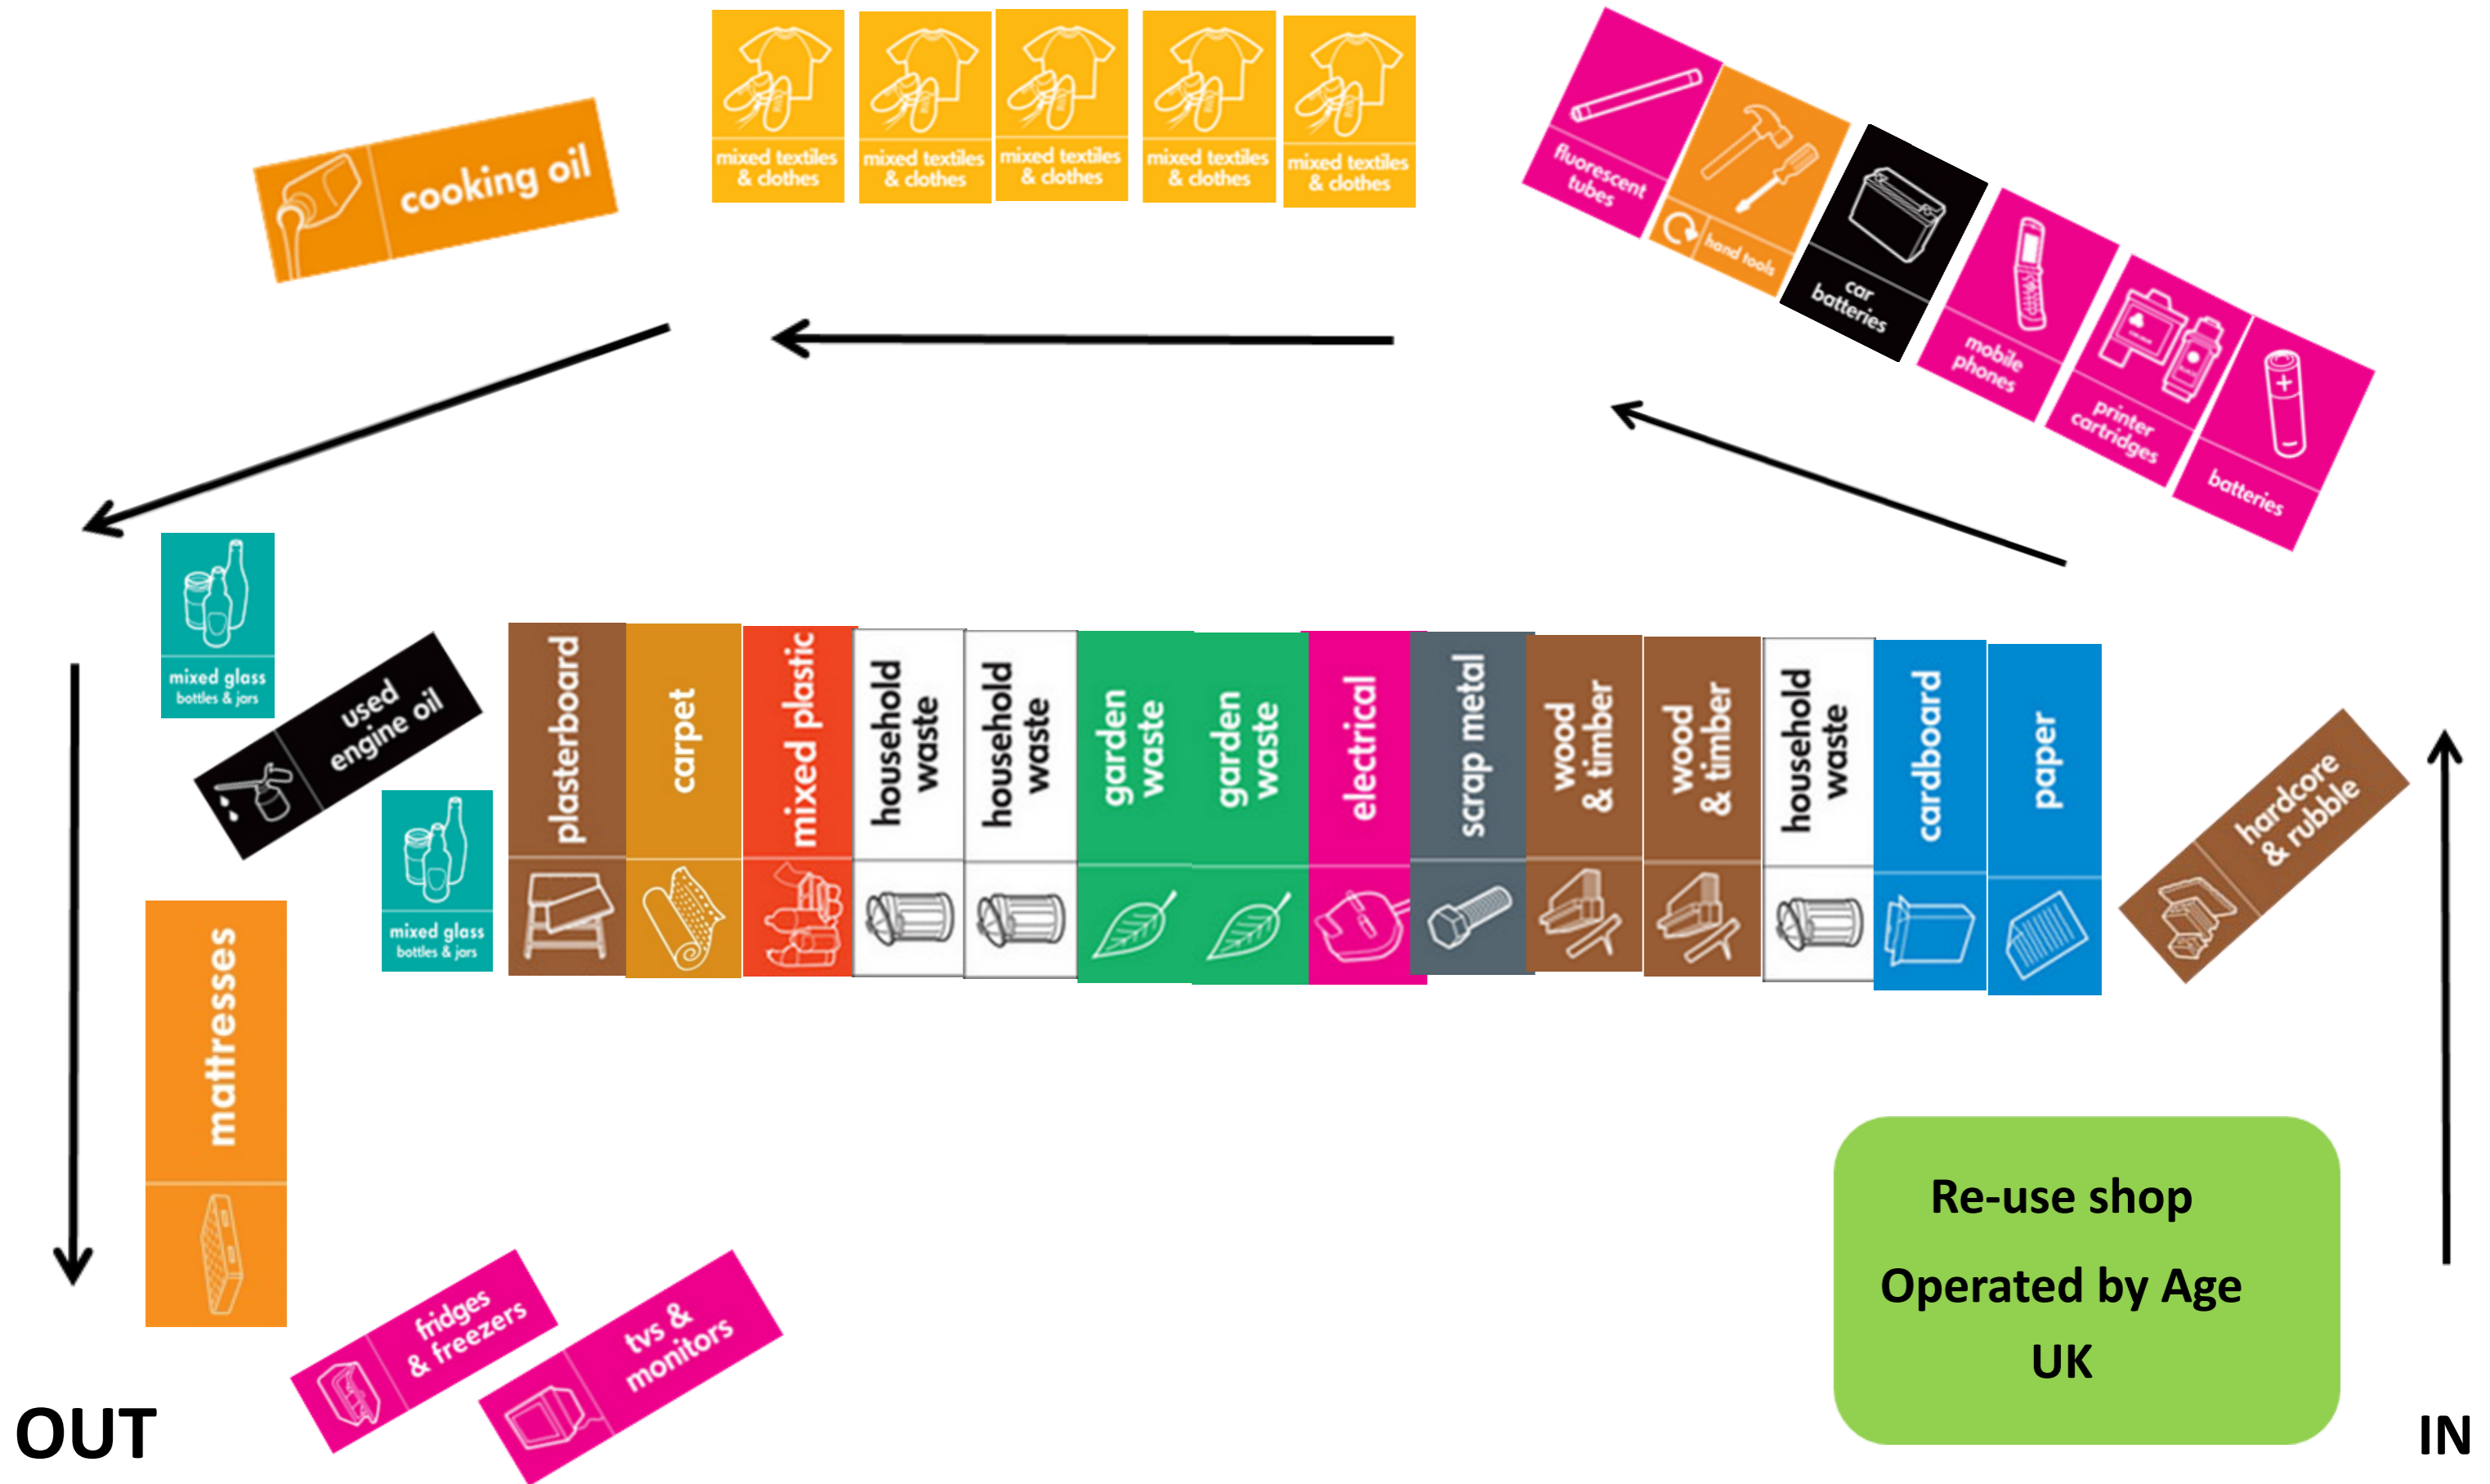 cooking oil
mixed textiles
& clothes
mixed textiles
& clothes
mixed textiles
& clothes
mixed textiles
& clothes
mixed textiles
& clothes
fluorescent
tubes
hand tools
car
batteries
mobile
phones
printer
cartridges
batteries
mixed glass
bottles & jars
used
engine oil
mixed glass
bottles & jars
plasterboard
carpet
mixed plastic
household
waste
household
waste
garden
waste
garden
waste
electrical
scrap metal
wood
& timber
wood
& timber
household
waste
cardboard
paper
hardcore
& rubble
mattresses
fridges
& freezers
tvs &
monitors
Re-use shop
Operated by Age
UK
OUT
IN